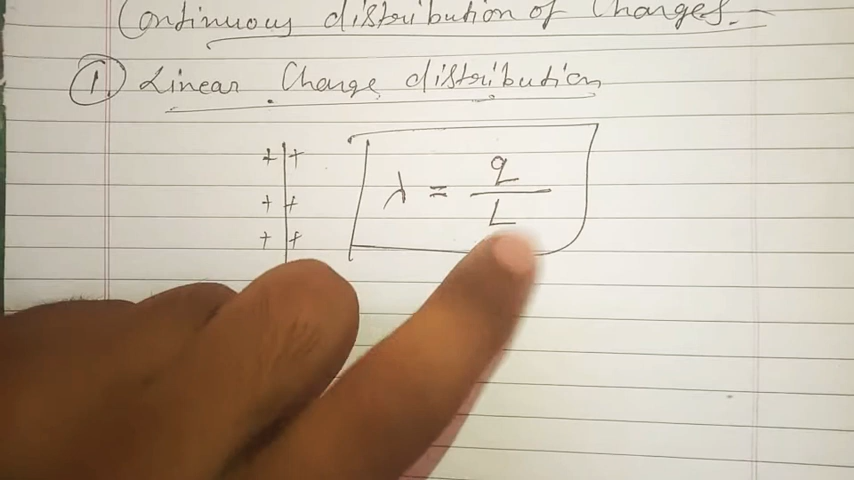 Continuous distribution of Charges.-
1. Linear Charge distribution
+ + λ = q/L
+ +
+ +